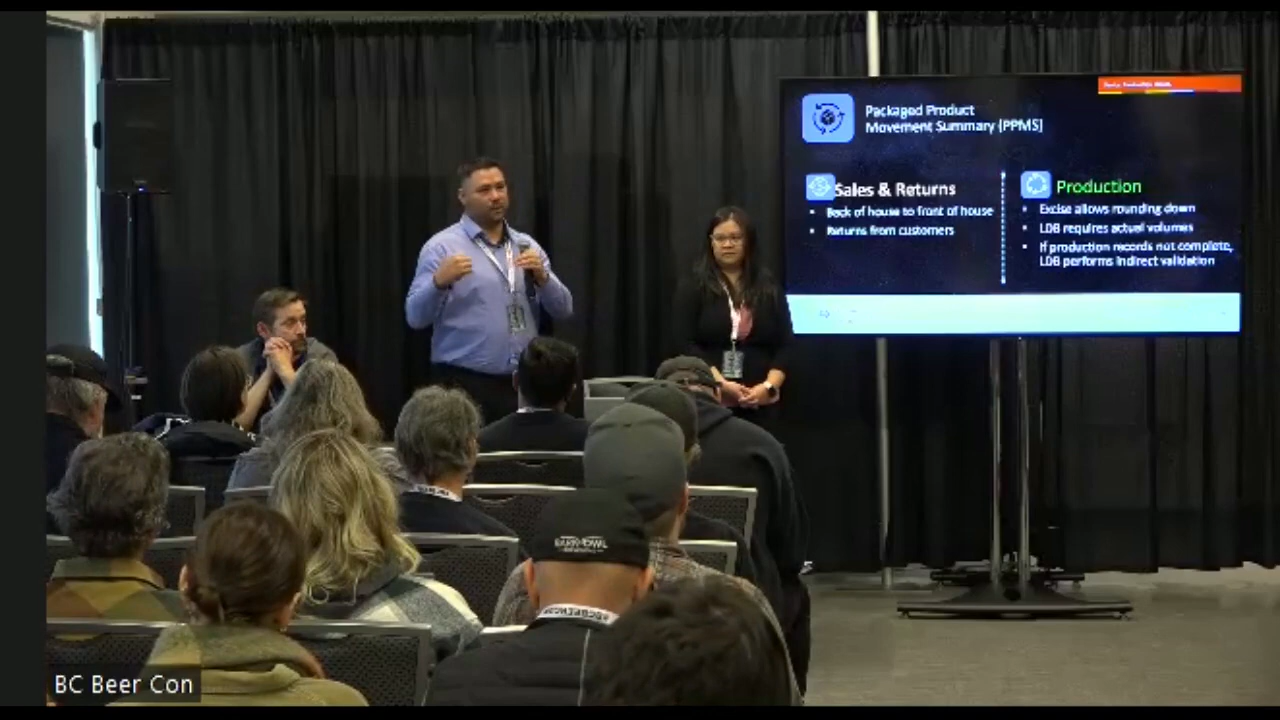 Packaged Product
Movement Summary (PPMS)
Sales & Returns
• Back of house to front of house
• Returns from customers
Production
• Excise allows rounding down
• LDB requires actual volumes
• If production records not complete,
LDB performs indirect validation
BARN OWL
BC Beer Con